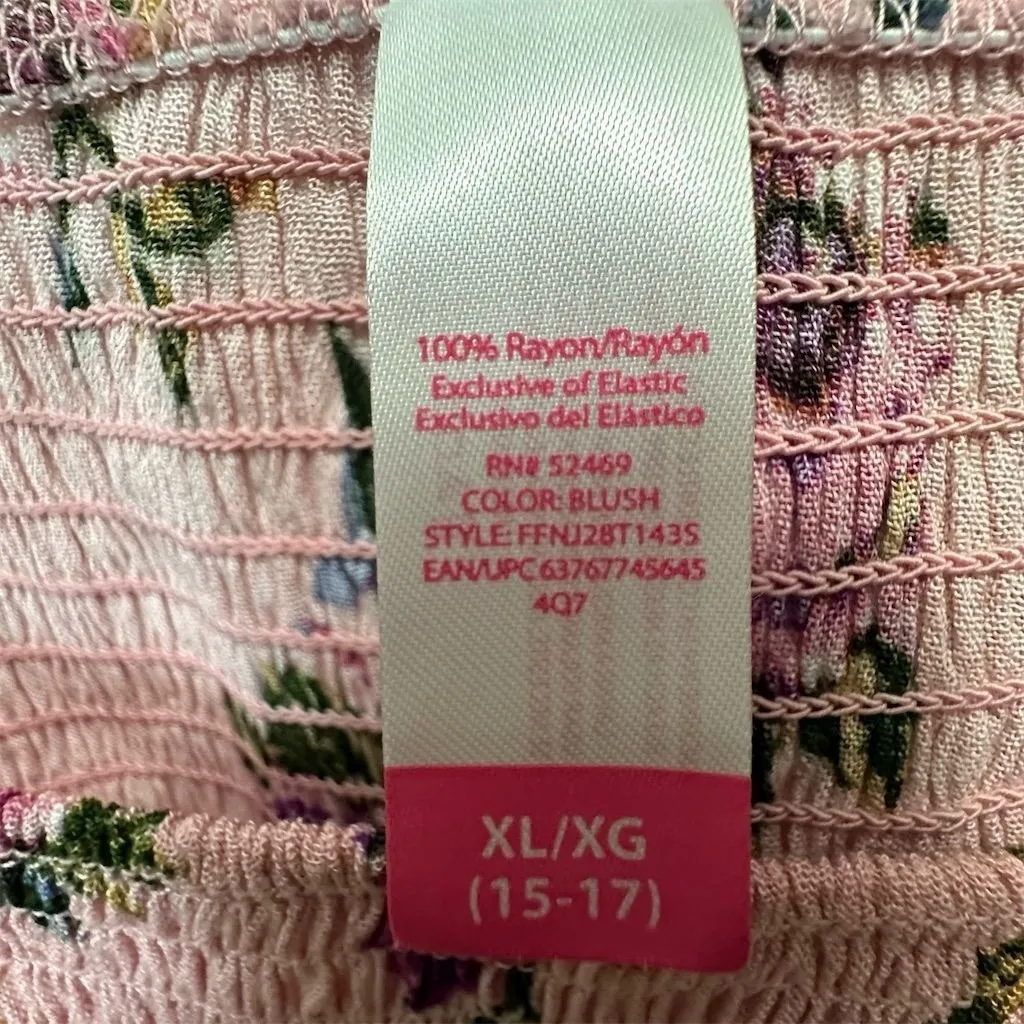 100% Rayon/Rayón
Exclusive of Elastic
Exclusivo del Elástico
RN# 52469
COLOR: BLUSH
STYLE: FFNJ28T143S
EAN/UPC 63767745645
4Q7
XL/XG
(15-17)